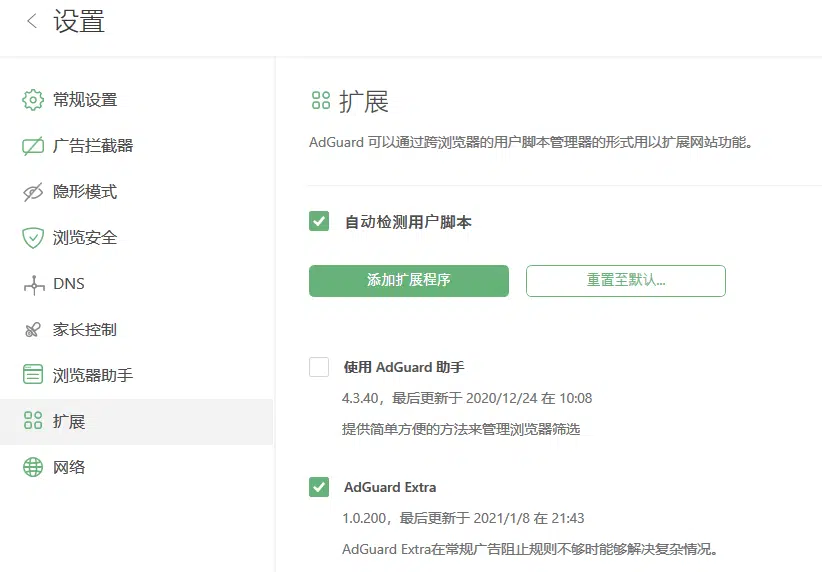 设置
常规设置
广告拦截器
隐形模式
浏览安全
DNS
家长控制
浏览器助手
扩展
网络
扩展
AdGuard 可以通过跨浏览器的用户脚本管理器的形式用以扩展网站功能。
自动检测用户脚本
添加扩展程序
重置至默认...
使用 AdGuard 助手
4.3.40，最后更新于 2020/12/24 在 10:08
提供简单方便的方法来管理浏览器筛选
AdGuard Extra
1.0.200，最后更新于 2021/1/8 在 21:43
AdGuard Extra在常规广告阻止规则不够时能够解决复杂情况。